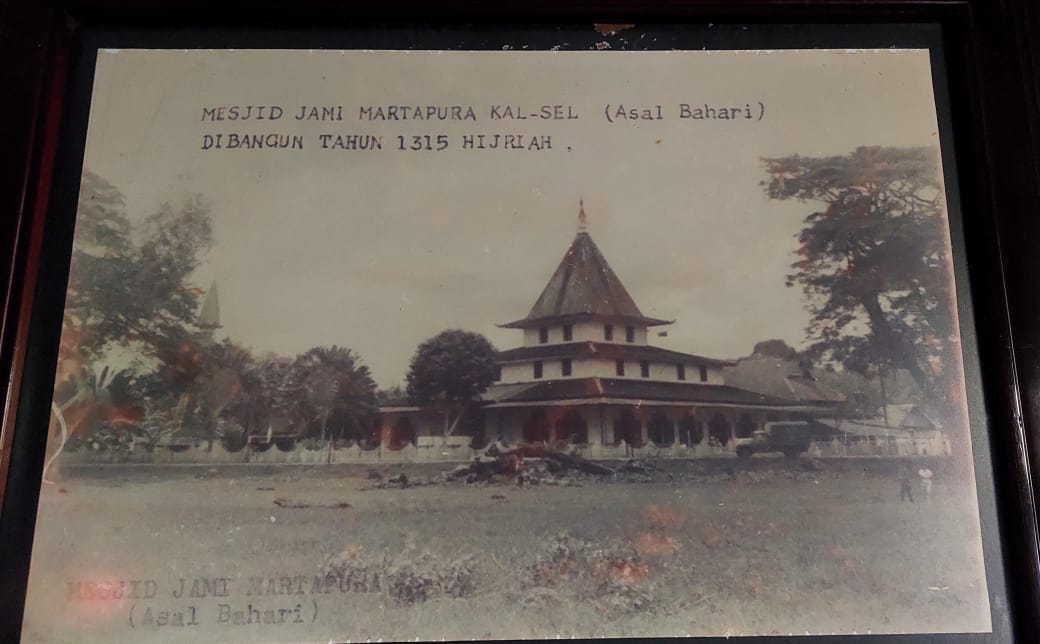 MESJID JAMI MARTAPURA KAL-SEL (Asal Bahari)
DIBANGUN TAHUN 1315 HIJRIAH .
MESJID JAMI MARTAPURA
(Asal Bahari)